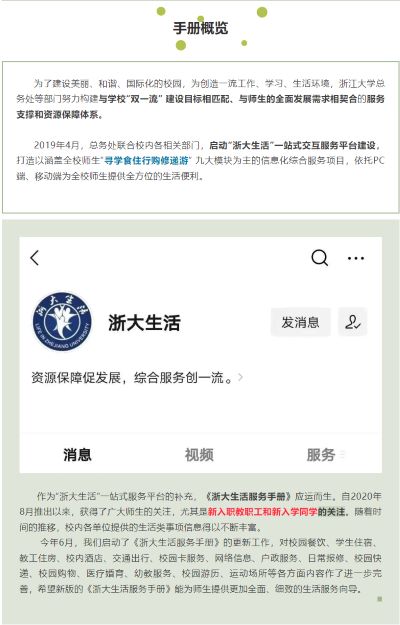 手册概览
为了建设美丽、和谐、国际化的校园，为创造一流工作、学习、生活环境，浙江大学总
务处等部门努力构建与学校“双一流” 建设目标相匹配、与师生的全面发展需求相契合的服务
支撑和资源保障体系。
2019年4月，总务处联合校内各相关部门，启动“浙大生活”一站式交互服务平台建设，
打造以涵盖全校师生“寻学食住行购修递游” 九大模块为主的信息化综合服务项目，依托PC
端、移动端为全校师生提供全方位的生活便利。
浙大生活
LIFE IN ZHEJIANG UNIVERSITY
浙大生活
发消息
资源保障促发展，综合服务创一流。
消息 视频 服务
作为“浙大生活”一站式服务平台的补充，《浙大生活服务手册》应运而生。自2020
年8月推出以来，获得了广大师生的关注，尤其是新入职教职工和新入学同学的关注。随着时
间的推移，校内各单位提供的生活类事项信息得以不断丰富。
今年6月，我们启动了《浙大生活服务手册》的更新工作，对校园餐饮、学生住宿、
教工住房、校内酒店、交通出行、校园卡服务、网络信息、户政服务、日常报修、校园快
递、校园购物、医疗婚育、幼教服务、校园游历、运动场所等各方面内容作了进一步完
善，希望新版的《浙大生活服务手册》能为师生提供更加全面、细致的生活服务向导。